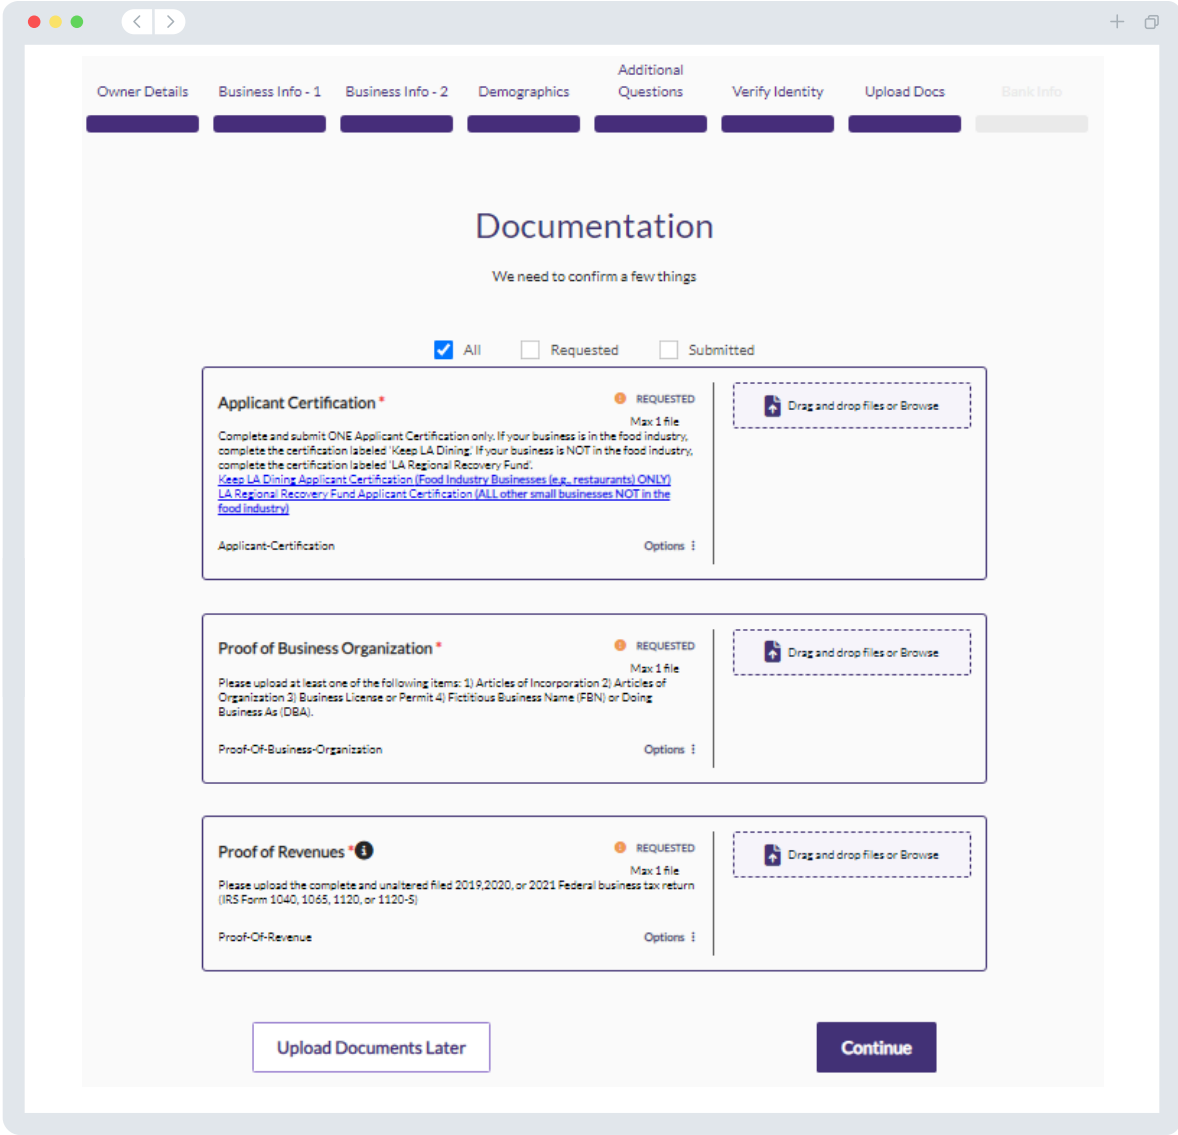 Owner Details
Business Info - 1
Business Info - 2
Demographics
Additional
Questions
Verify Identity
Upload Docs
Bank Info
Documentation
We need to confirm a few things
All
Requested
Submitted
Applicant Certification *
REQUESTED
Max 1 file
Complete and submit ONE Applicant Certification only. If your business is in the food industry,
complete the certification labeled 'Keep LA Dining.' If your business is NOT in the food industry,
complete the certification labeled 'LA Regional Recovery Fund'.
Keep LA Dining Applicant Certification (Food Industry Businesses (e.g., restaurants) ONLY)
LA Regional Recovery Fund Applicant Certification (ALL other small businesses NOT in the
food industry)
Applicant-Certification
Options
Drag and drop files or Browse
Proof of Business Organization *
REQUESTED
Max 1 file
Please upload at least one of the following items: 1) Articles of Incorporation 2) Articles of
Organization 3) Business License or Permit 4) Fictitious Business Name (FBN) or Doing
Business As (DBA).
Proof-Of-Business-Organization
Options
Drag and drop files or Browse
Proof of Revenues *
REQUESTED
Max 1 file
Please upload the complete and unaltered filed 2019,2020, or 2021 Federal business tax return
(IRS Form 1040, 1065, 1120, or 1120-S)
Proof-Of-Revenue
Options
Drag and drop files or Browse
Upload Documents Later
Continue